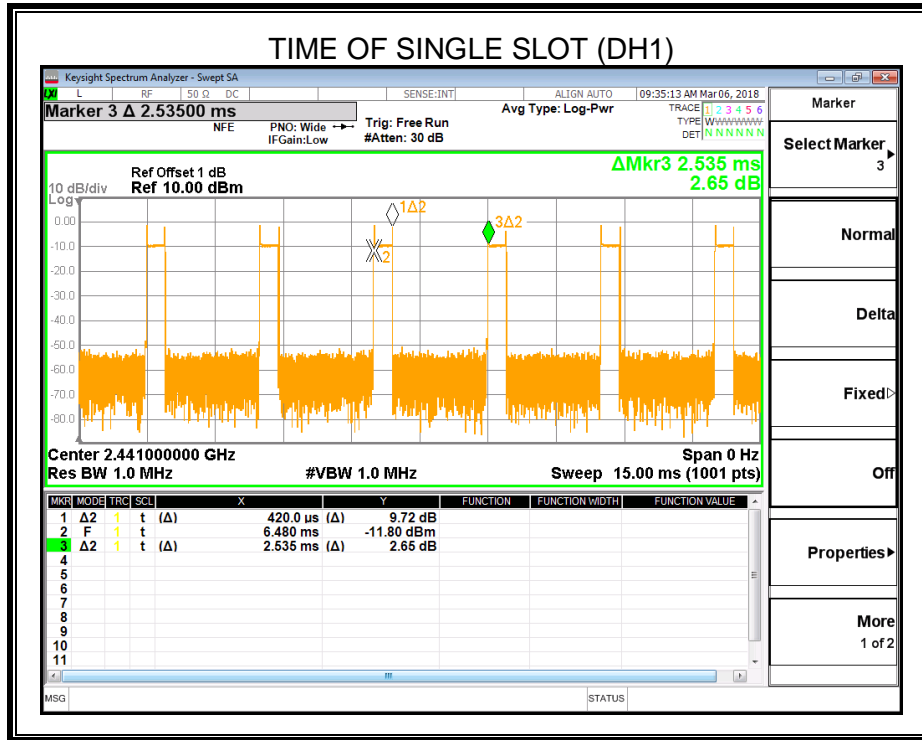 TIME OF SINGLE SLOT (DH1)
Keysight Spectrum Analyzer - Swept SA
LXI L RF 50 Ω DC SENSE:INT ALIGN AUTO 09:35:13 AM Mar 06, 2018
Marker 3 Δ 2.53500 ms
NFE
PNO: Wide
IFGain:Low
Trig: Free Run
#Atten: 30 dB
Avg Type: Log-Pwr
TRACE 1 2 3 4 5 6
TYPE WWWWWW
DET N N N N N N
ΔMkr3 2.535 ms
2.65 dB
Ref Offset 1 dB
10 dB/div Ref 10.00 dBm
Log
0.00
-10.0
-20.0
-30.0
-40.0
-50.0
-60.0
-70.0
-80.0
1Δ2
3Δ2
2
Center 2.441000000 GHz Span 0 Hz
Res BW 1.0 MHz #VBW 1.0 MHz Sweep 15.00 ms (1001 pts)
MKR MODE TRC SCL X Y FUNCTION FUNCTION WIDTH FUNCTION VALUE
1 Δ2 1 t (Δ) 420.0 µs (Δ) 9.72 dB
2 F 1 t 6.480 ms -11.80 dBm
3 Δ2 1 t (Δ) 2.535 ms (Δ) 2.65 dB
4
5
6
7
8
9
10
11
MSG STATUS
Marker
Select Marker
3
Normal
Delta
Fixed
Off
Properties
More
1 of 2